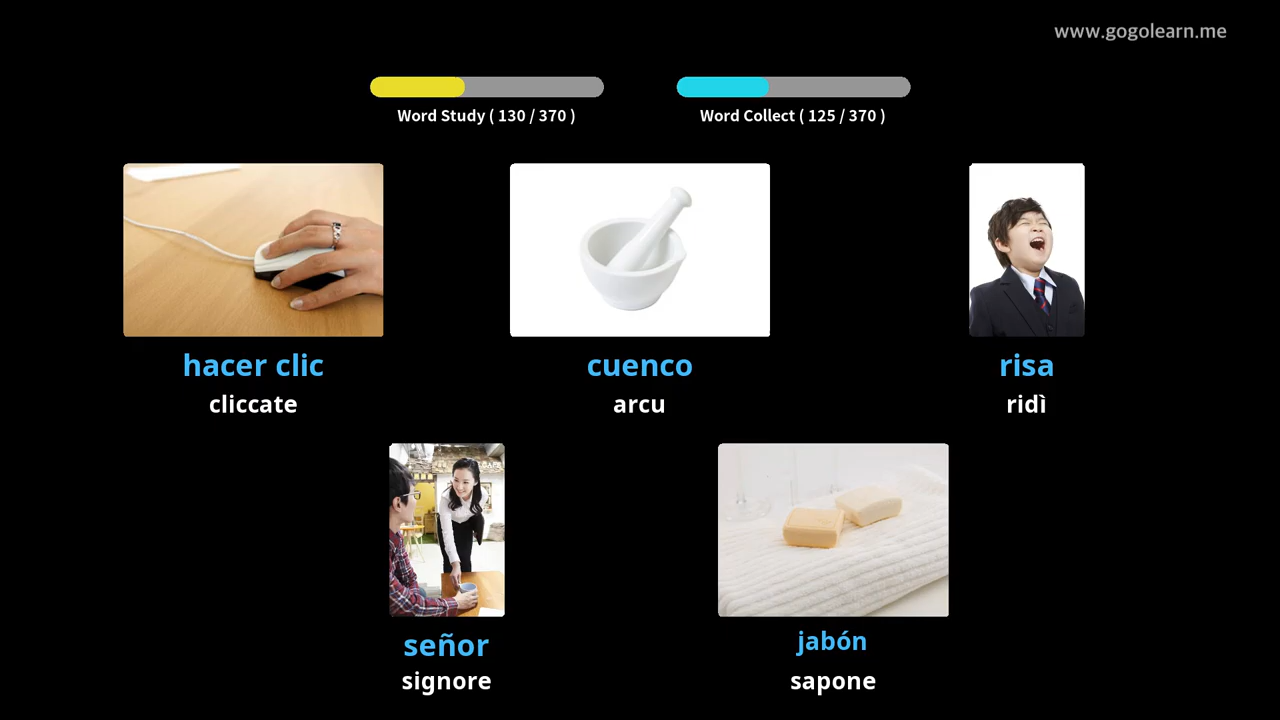 www.gogolearn.me
Word Study ( 130 / 370 )
Word Collect ( 125 / 370 )
hacer clic
cliccate
cuenco
arcu
risa
ridì
señor
signore
jabón
sapone